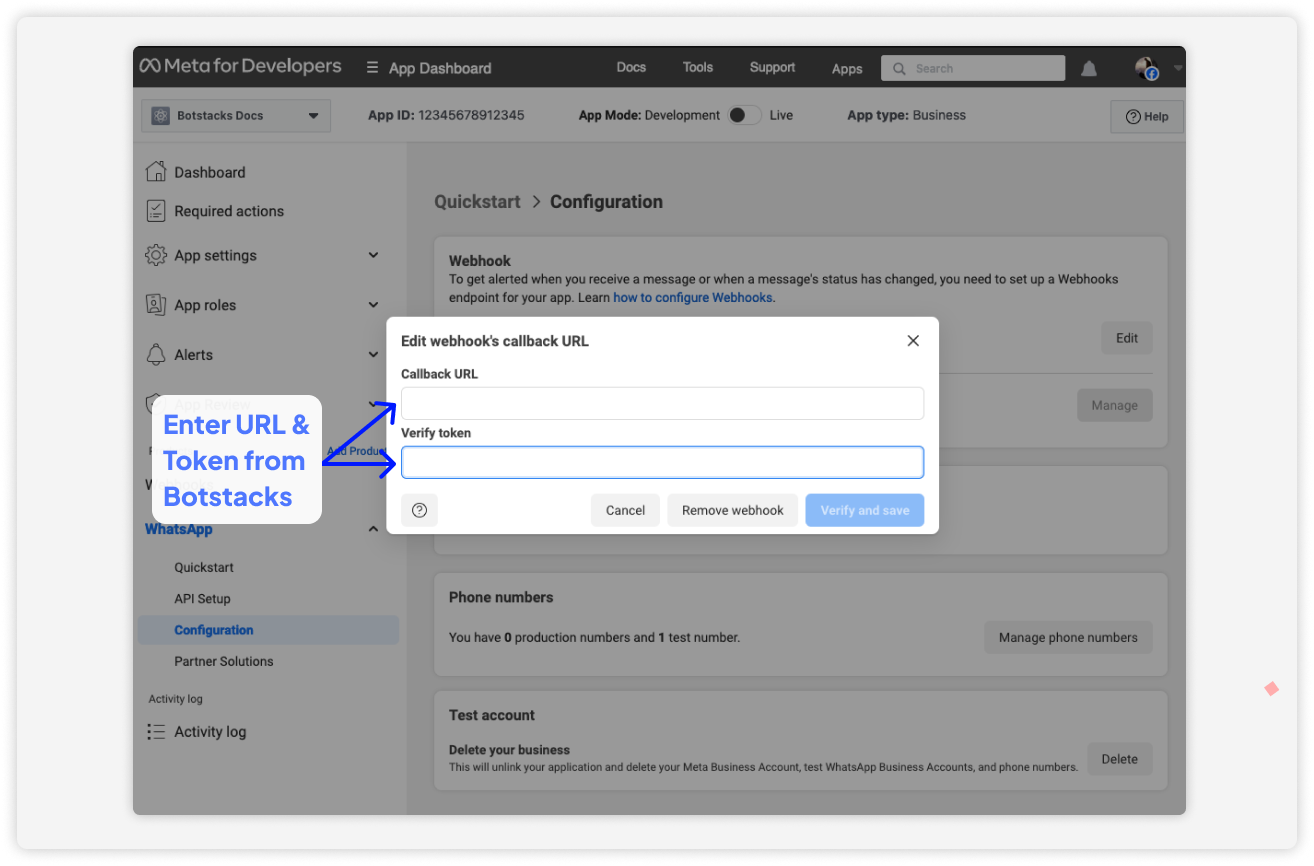 Meta for Developers
App Dashboard
Docs
Tools
Support
Apps
Search
Botstacks Docs
App ID: 12345678912345
App Mode: Development
Live
App type: Business
Help
Dashboard
Required actions
App settings
App roles
Alerts
App Review
Add Product
WhatsApp
Quickstart
API Setup
Configuration
Partner Solutions
Activity log
Activity log
Enter URL &
Token from
Botstacks
Quickstart > Configuration
Webhook
To get alerted when you receive a message or when a message's status has changed, you need to set up a Webhooks
endpoint for your app. Learn how to configure Webhooks.
Edit
Manage
Edit webhook's callback URL
Callback URL
Verify token
Cancel
Remove webhook
Verify and save
Phone numbers
You have 0 production numbers and 1 test number.
Manage phone numbers
Test account
Delete your business
This will unlink your application and delete your Meta Business Account, test WhatsApp Business Accounts, and phone numbers.
Delete